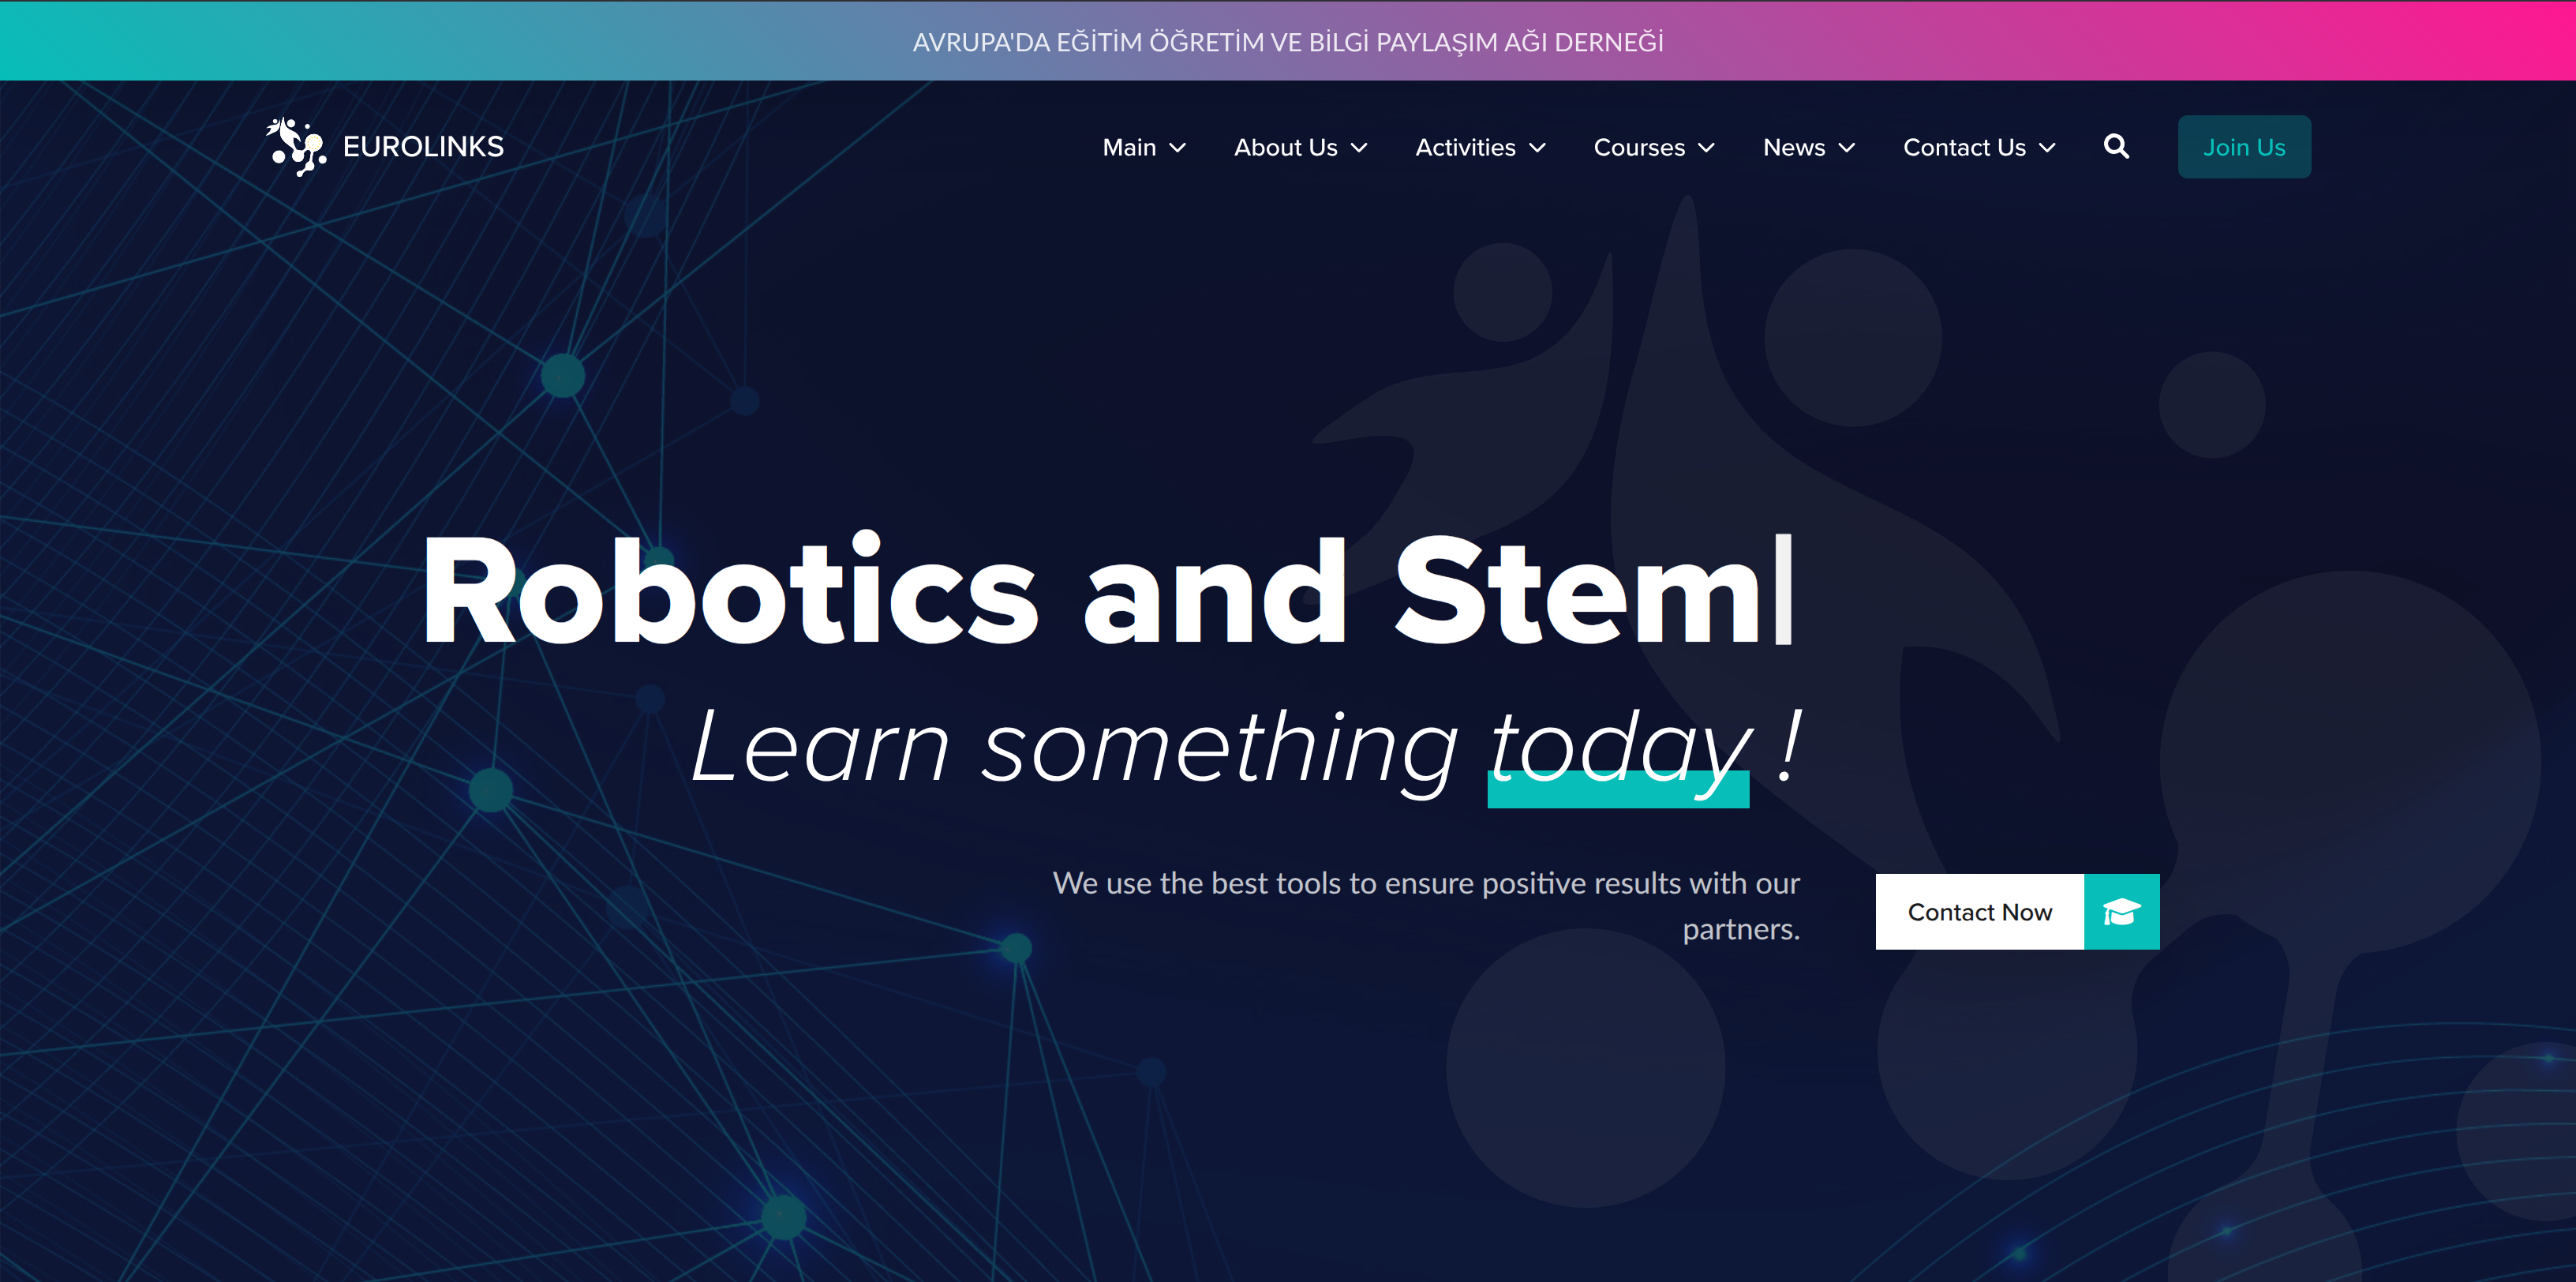 AVRUPA'DA EĞİTİM ÖĞRETİM VE BİLGİ PAYLAŞIM AĞI DERNEĞİ
EUROLINKS
Main
About Us
Activities
Courses
News
Contact Us
Join Us
Robotics and Stem
Learn something today !
We use the best tools to ensure positive results with our
partners.
Contact Now